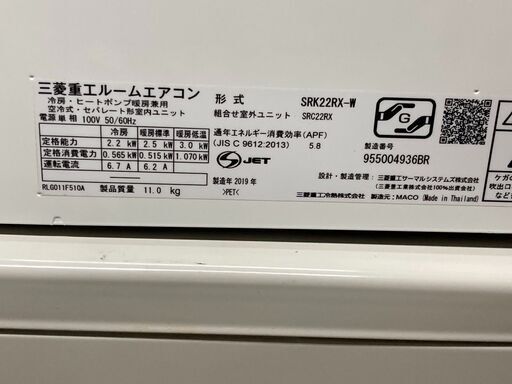 三菱重工ルームエアコン
冷房・ヒートポンプ暖房兼用
空冷式・セパレート形室内ユニット
電源単相 100V 50/60Hz
冷房 暖房標準 暖房低温
定格能力 2.2 kW 2.5 kW 3.0 kW
定格消費電力 0.565 kW 0.515 kW 1.070 kW
運転電流 6.7 A 6.2 A
RLG011F510A 製品質量 11.0 kg
形式 SRK22RX-W
組合せ室外ユニット SRC22RX
通年エネルギー消費効率(APF)
(JIS C 9612:2013) 5.8
JET
製造年 2019年
>PET<
G
製造番号
955004936BR
設計・製造管理: 三菱重工サーマルシステムズ株式会社
(三菱重工業株式会社100%出資会社)
三菱重工冷熱株式会社 製造元: MACO (Made in Thailand)
ケガの
吹出口
など